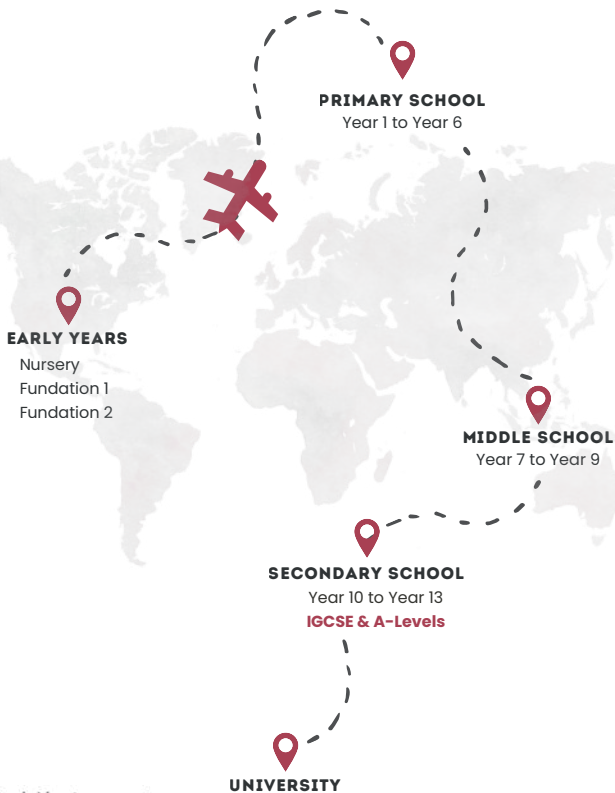 PRIMARY SCHOOL
Year 1 to Year 6
EARLY YEARS
Nursery
Fundation 1
Fundation 2
MIDDLE SCHOOL
Year 7 to Year 9
SECONDARY SCHOOL
Year 10 to Year 13
IGCSE & A-Levels
UNIVERSITY